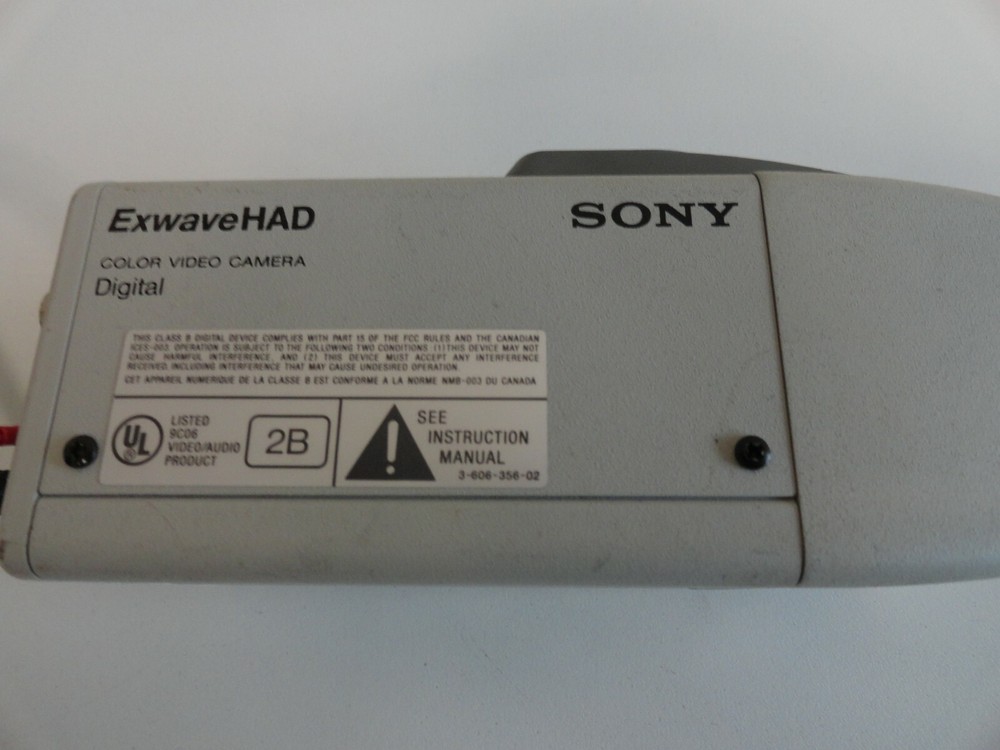 ExwaveHAD SONY
COLOR VIDEO CAMERA
Digital
THIS CLASS B DIGITAL DEVICE COMPLIES WITH PART 15 OF THE FCC RULES AND THE CANADIAN
ICES-003. OPERATION IS SUBJECT TO THE FOLLOWING TWO CONDITIONS: (1) THIS DEVICE MAY NOT
CAUSE HARMFUL INTERFERENCE, AND (2) THIS DEVICE MUST ACCEPT ANY INTERFERENCE
RECEIVED, INCLUDING INTERFERENCE THAT MAY CAUSE UNDESIRED OPERATION.
CET APPAREIL NUMERIQUE DE LA CLASSE B EST CONFORME A LA NORME NMB-003 DU CANADA
UL
LISTED
9C06
VIDEO/AUDIO
PRODUCT
2B
SEE
INSTRUCTION
MANUAL
3-606-356-02